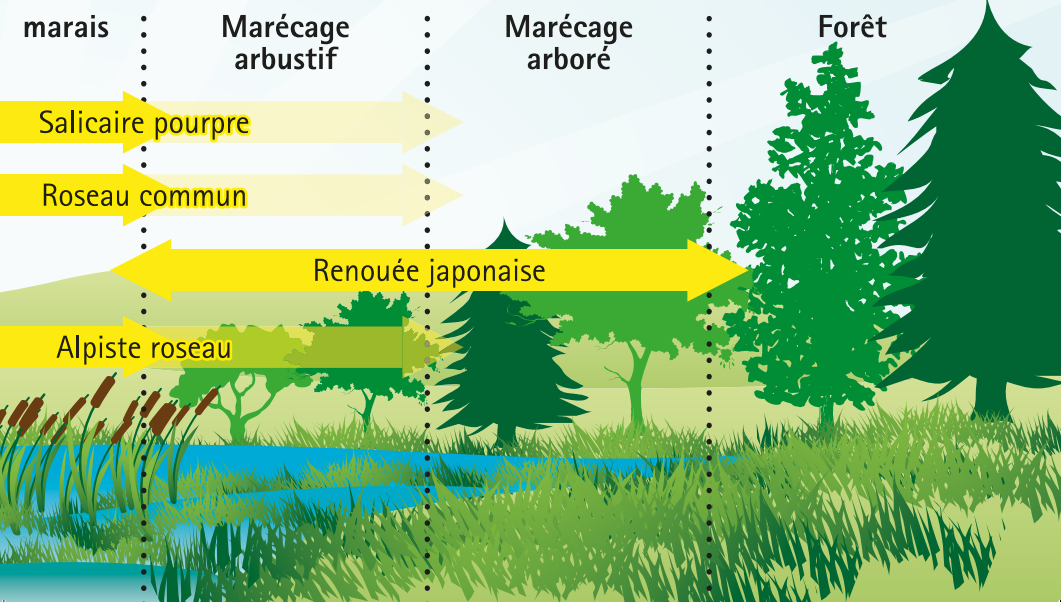 marais
Marécage
arbustif
Marécage
arboré
Forêt
Salicaire pourpre
Roseau commun
Renouée japonaise
Alpiste roseau